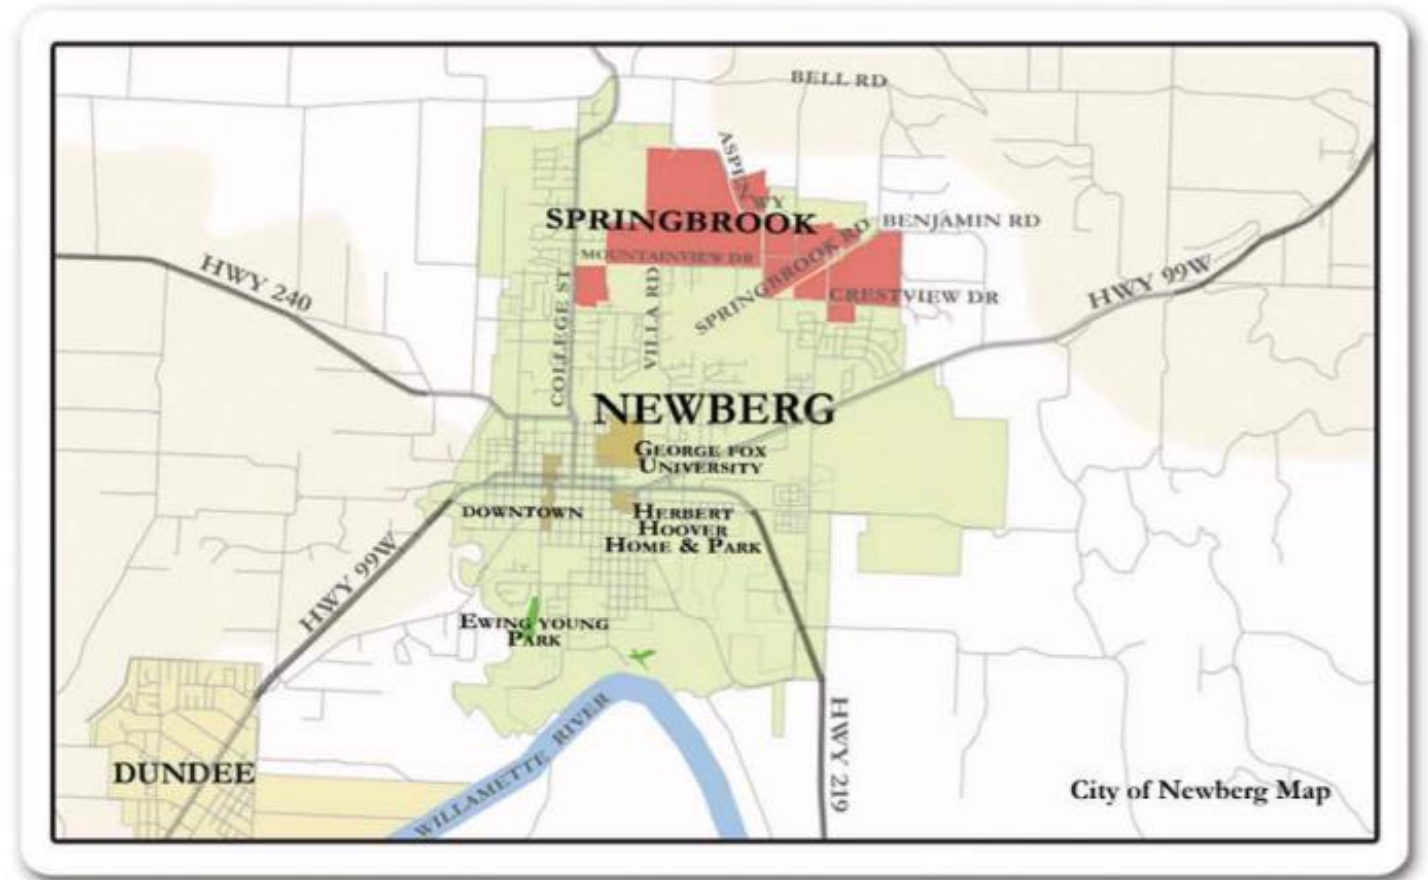 BELL RD
ASPEN WY
SPRINGBROOK
BENJAMIN RD
MOUNTAINVIEW DR
SPRINGBROOK RD
HWY 240
HWY 99W
CRESTVIEW DR
COLLEGE ST
VILLA RD
NEWBERG
GEORGE FOX
UNIVERSITY
DOWNTOWN
HERBERT
HOOVER
HOME & PARK
HWY 99W
EWING YOUNG
PARK
WILLAMETTE RIVER
HWY 219
DUNDEE
City of Newberg Map